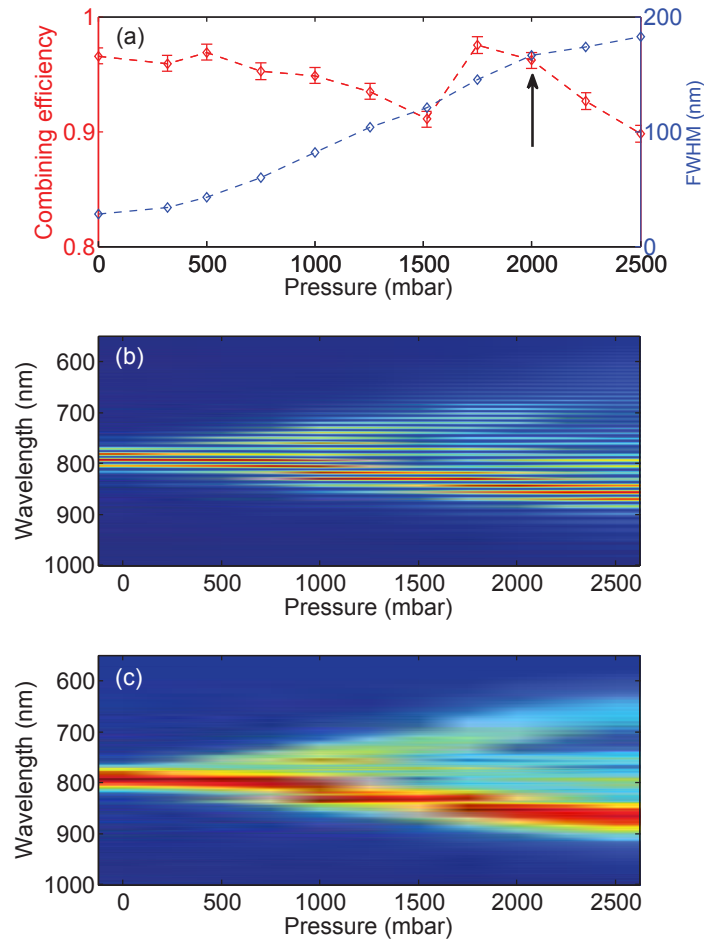 (a)
1
0.9
0.8
Combining efficiency
200
100
0
FWHM (nm)
0 500 1000 1500 2000 2500
Pressure (mbar)
(b)
600
700
800
900
1000
Wavelength (nm)
0 500 1000 1500 2000 2500
Pressure (mbar)
(c)
600
700
800
900
1000
Wavelength (nm)
0 500 1000 1500 2000 2500
Pressure (mbar)